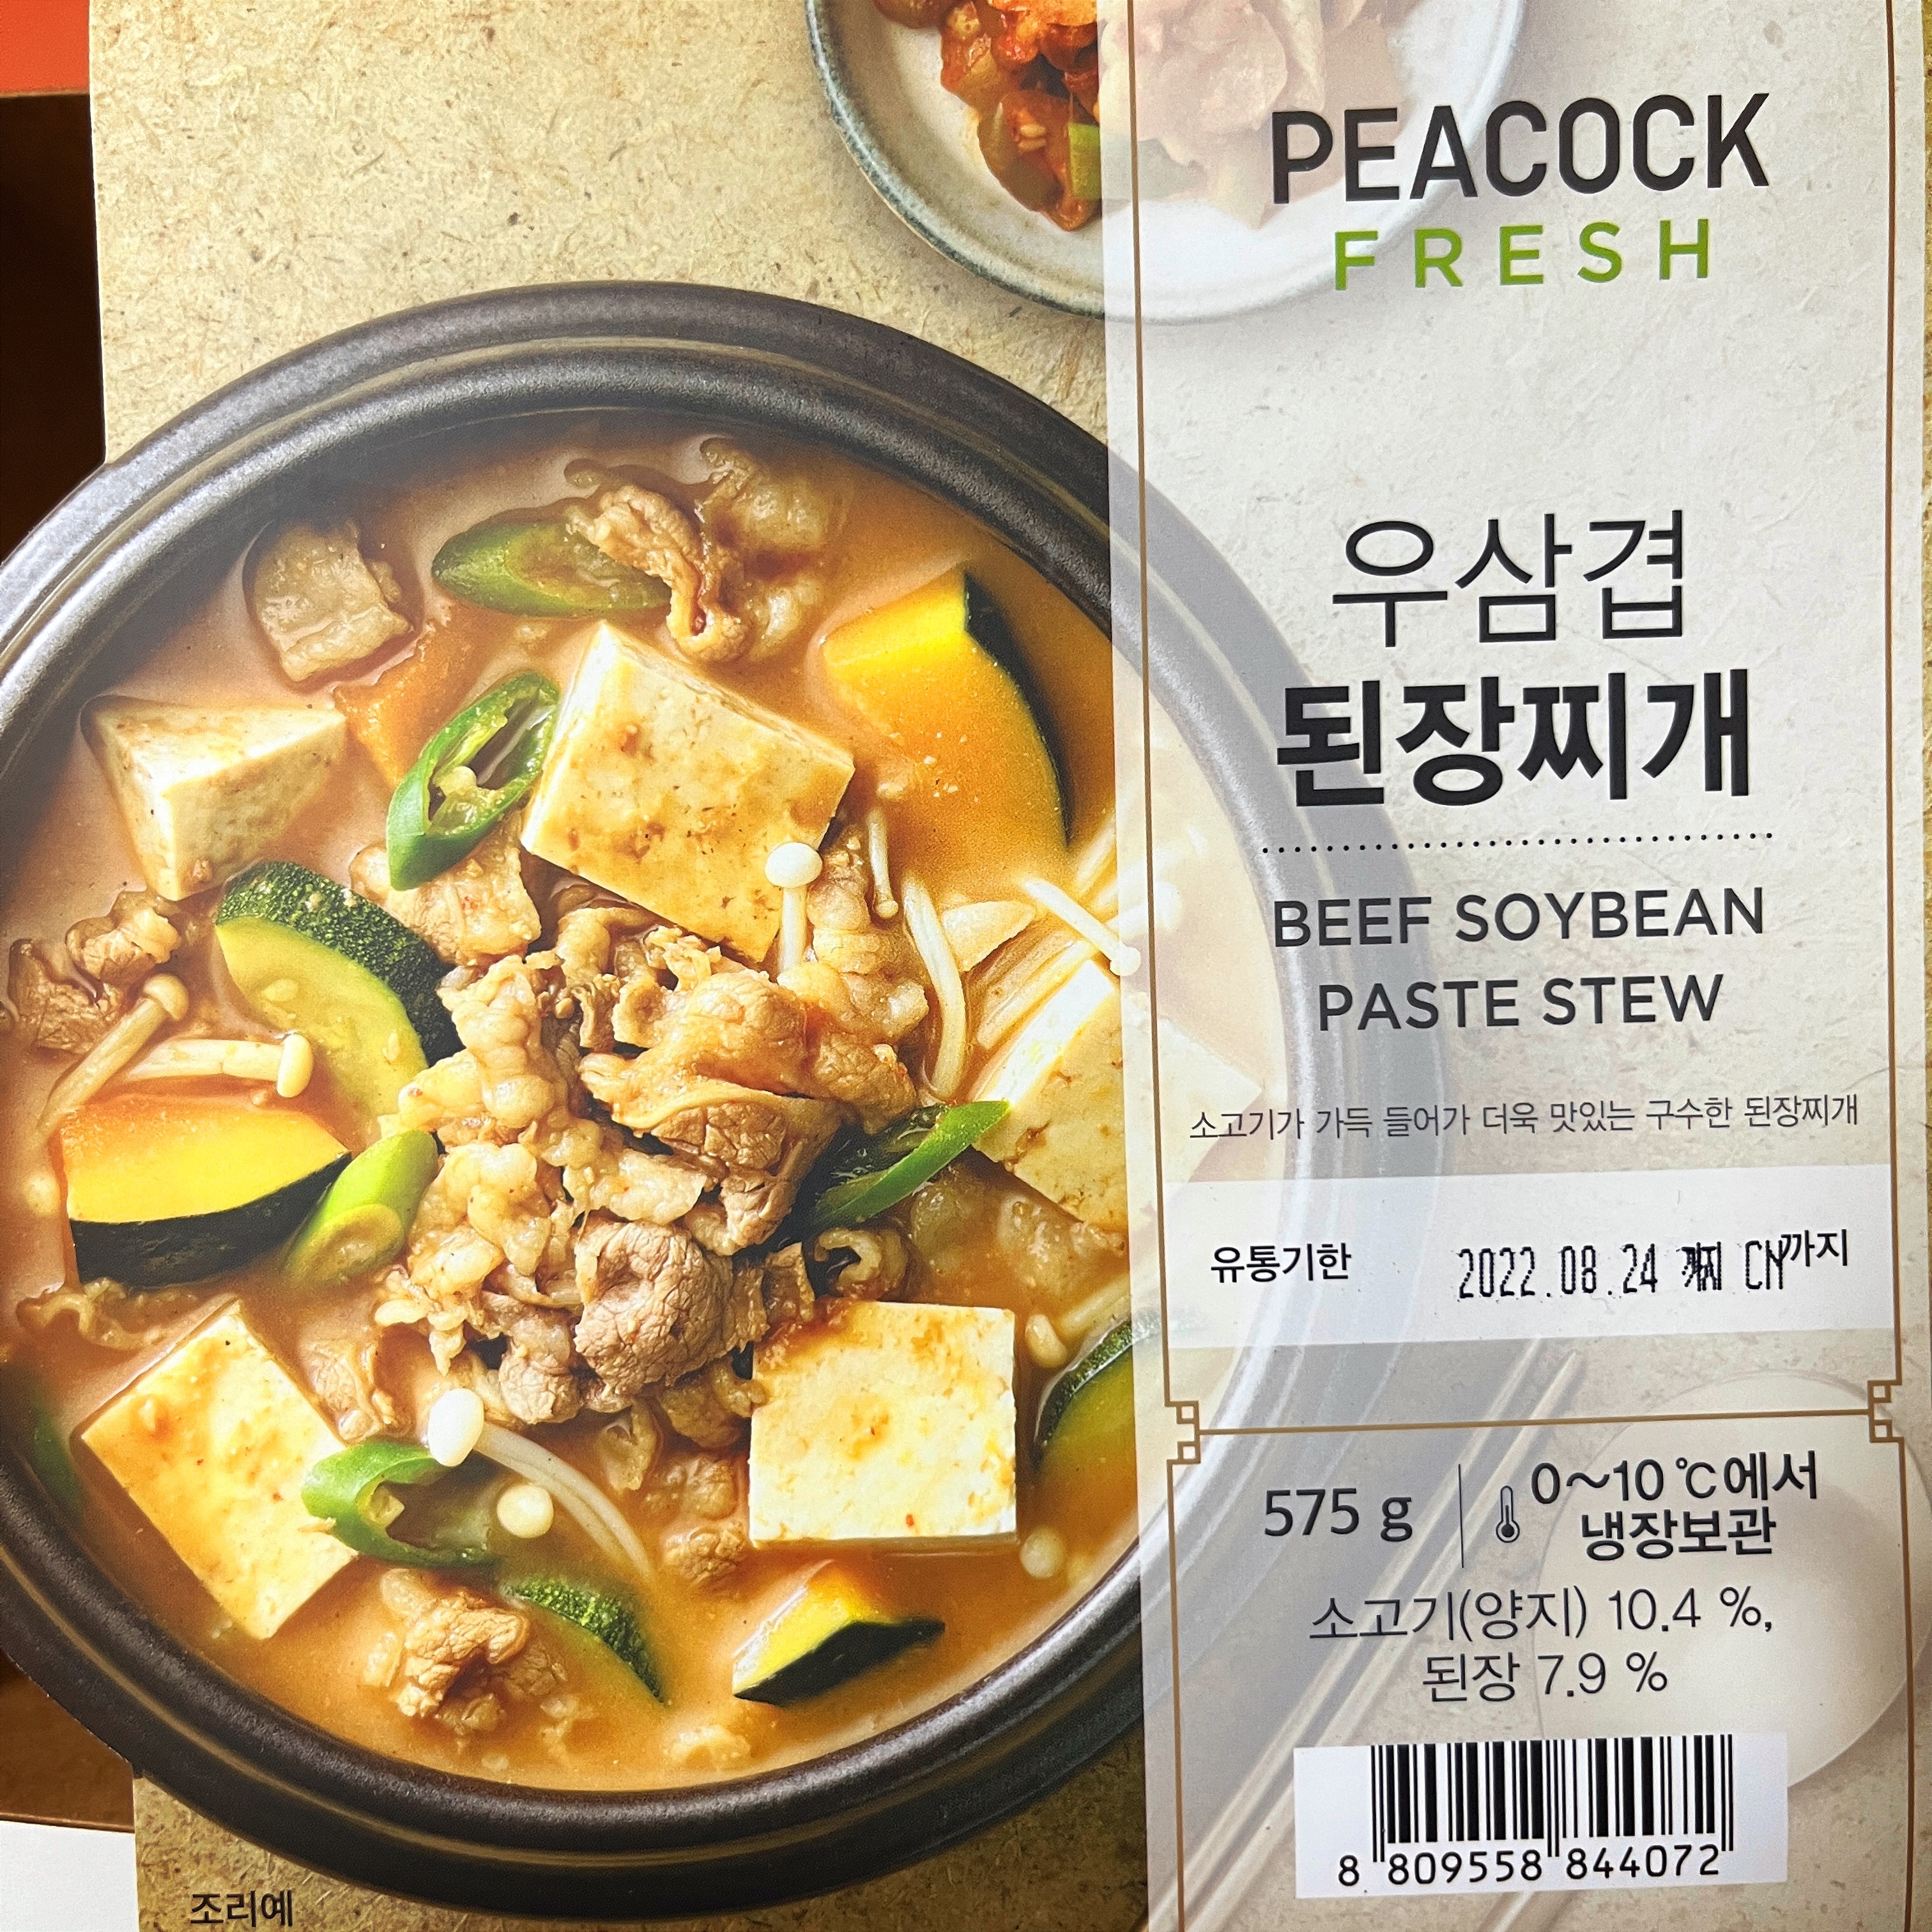 PEACOCK
FRESH
우삼겹
된장찌개
BEEF SOYBEAN
PASTE STEW
소고기가 가득 들어가 더욱 맛있는 구수한 된장찌개
유통기한 2022.08.24 까지 CN까지
575 g
0~10 ℃에서
냉장보관
소고기(양지) 10.4 %,
된장 7.9 %
8 809558 844072
조리예